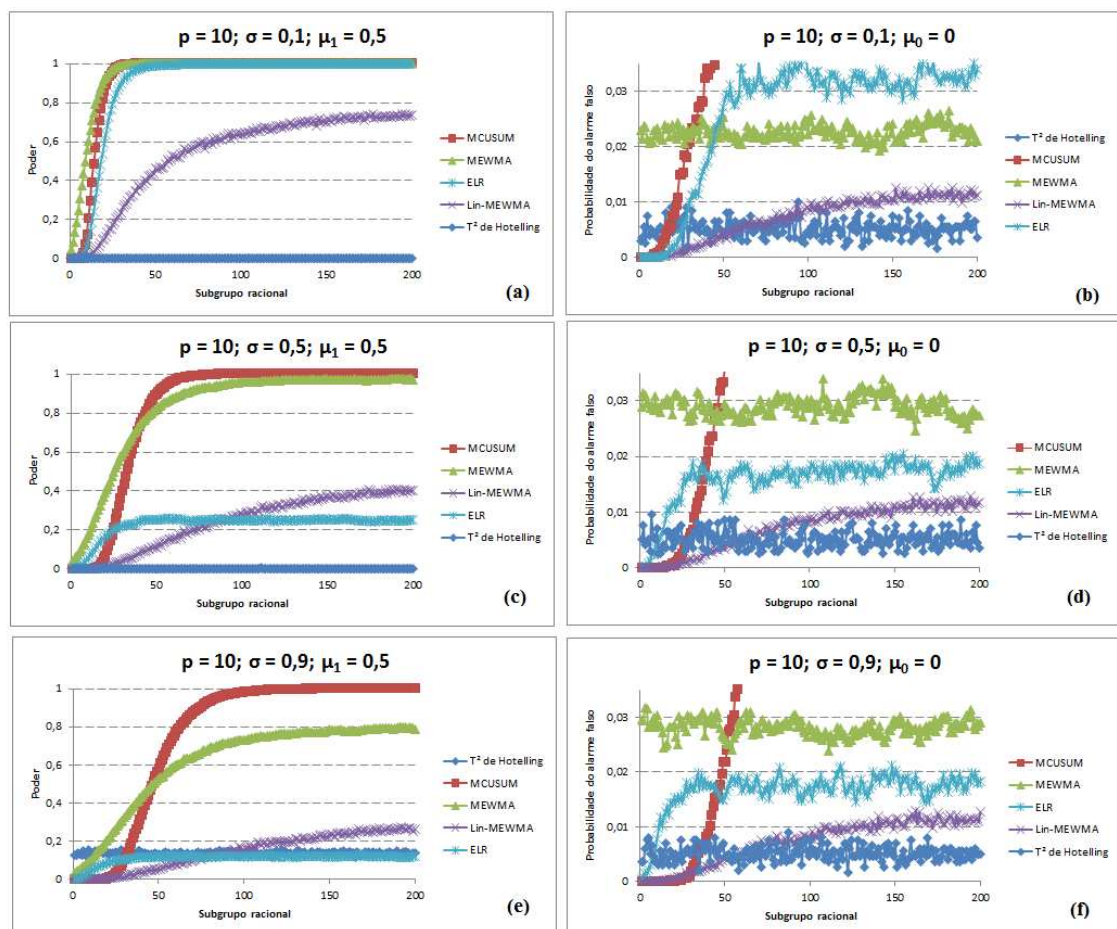 p = 10; σ = 0,1; μ₁ = 0,5
Poder
1
0,8
0,6
0,4
0,2
0
0 50 100 150 200
Subgrupo racional
MCUSUM
MEWMA
ELR
Lin-MEWMA
T² de Hotelling
(a)
p = 10; σ = 0,1; μ₀ = 0
Probabilidade do alarme falso
0,03
0,02
0,01
0
0 50 100 150 200
Subgrupo racional
T² de Hotelling
MCUSUM
MEWMA
Lin-MEWMA
ELR
(b)
p = 10; σ = 0,5; μ₁ = 0,5
Poder
1
0,8
0,6
0,4
0,2
0
0 50 100 150 200
Subgrupo racional
MCUSUM
MEWMA
Lin-MEWMA
ELR
T² de Hotelling
(c)
p = 10; σ = 0,5; μ₀ = 0
Probabilidade do alarme falso
0,03
0,02
0,01
0
0 50 100 150 200
Subgrupo racional
MCUSUM
MEWMA
ELR
Lin-MEWMA
T² de Hotelling
(d)
p = 10; σ = 0,9; μ₁ = 0,5
Poder
1
0,8
0,6
0,4
0,2
0
0 50 100 150 200
Subgrupo racional
T² de Hotelling
MCUSUM
MEWMA
Lin-MEWMA
ELR
(e)
p = 10; σ = 0,9; μ₀ = 0
Probabilidade do alarme falso
0,03
0,02
0,01
0
0 50 100 150 200
Subgrupo racional
MCUSUM
MEWMA
ELR
Lin-MEWMA
T² de Hotelling
(f)